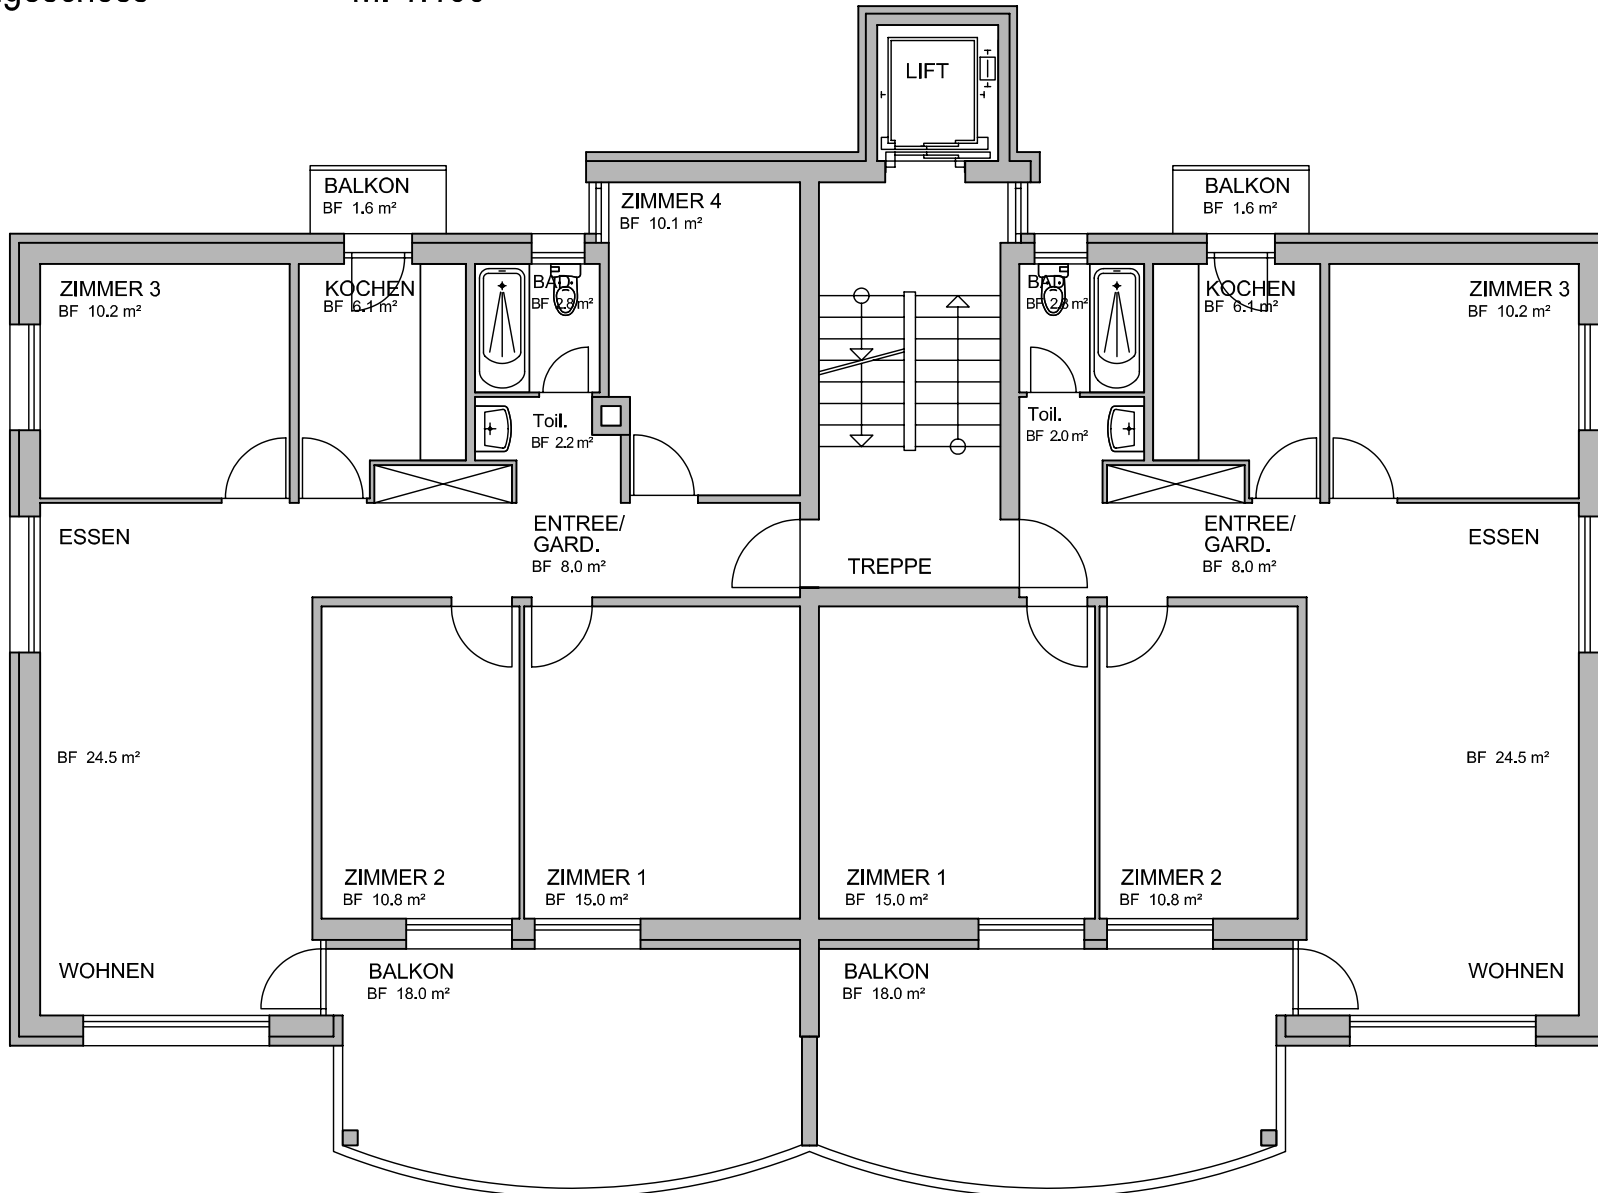 LIFT
BALKON
BF 1.6 m²
ZIMMER 4
BF 10.1 m²
BALKON
BF 1.6 m²
ZIMMER 3
BF 10.2 m²
KOCHEN
BF 6.1 m²
BAD
BF 2.8 m²
BAD
BF 2.8 m²
KOCHEN
BF 6.1 m²
ZIMMER 3
BF 10.2 m²
Toil.
BF 2.2 m²
Toil.
BF 2.0 m²
ESSEN
ENTREE/
GARD.
BF 8.0 m²
TREPPE
ENTREE/
GARD.
BF 8.0 m²
ESSEN
BF 24.5 m²
BF 24.5 m²
ZIMMER 2
BF 10.8 m²
ZIMMER 1
BF 15.0 m²
ZIMMER 1
BF 15.0 m²
ZIMMER 2
BF 10.8 m²
WOHNEN
BALKON
BF 18.0 m²
BALKON
BF 18.0 m²
WOHNEN